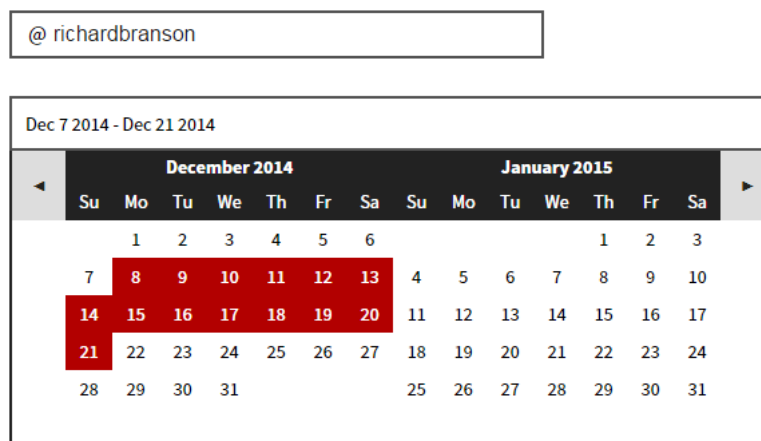 @ richardbranson
Dec 7 2014 - Dec 21 2014
◄ December 2014 January 2015 ►
Su Mo Tu We Th Fr Sa Su Mo Tu We Th Fr Sa
1 2 3 4 5 6 1 2 3
7 8 9 10 11 12 13 4 5 6 7 8 9 10
14 15 16 17 18 19 20 11 12 13 14 15 16 17
21 22 23 24 25 26 27 18 19 20 21 22 23 24
28 29 30 31 25 26 27 28 29 30 31